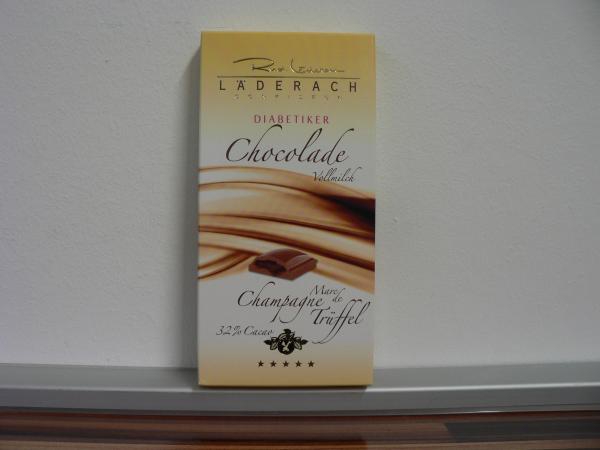 LÄDERACH
DIABETIKER
Chocolade
Vollmilch
Champagne Marc de Trüffel
32% Cacao